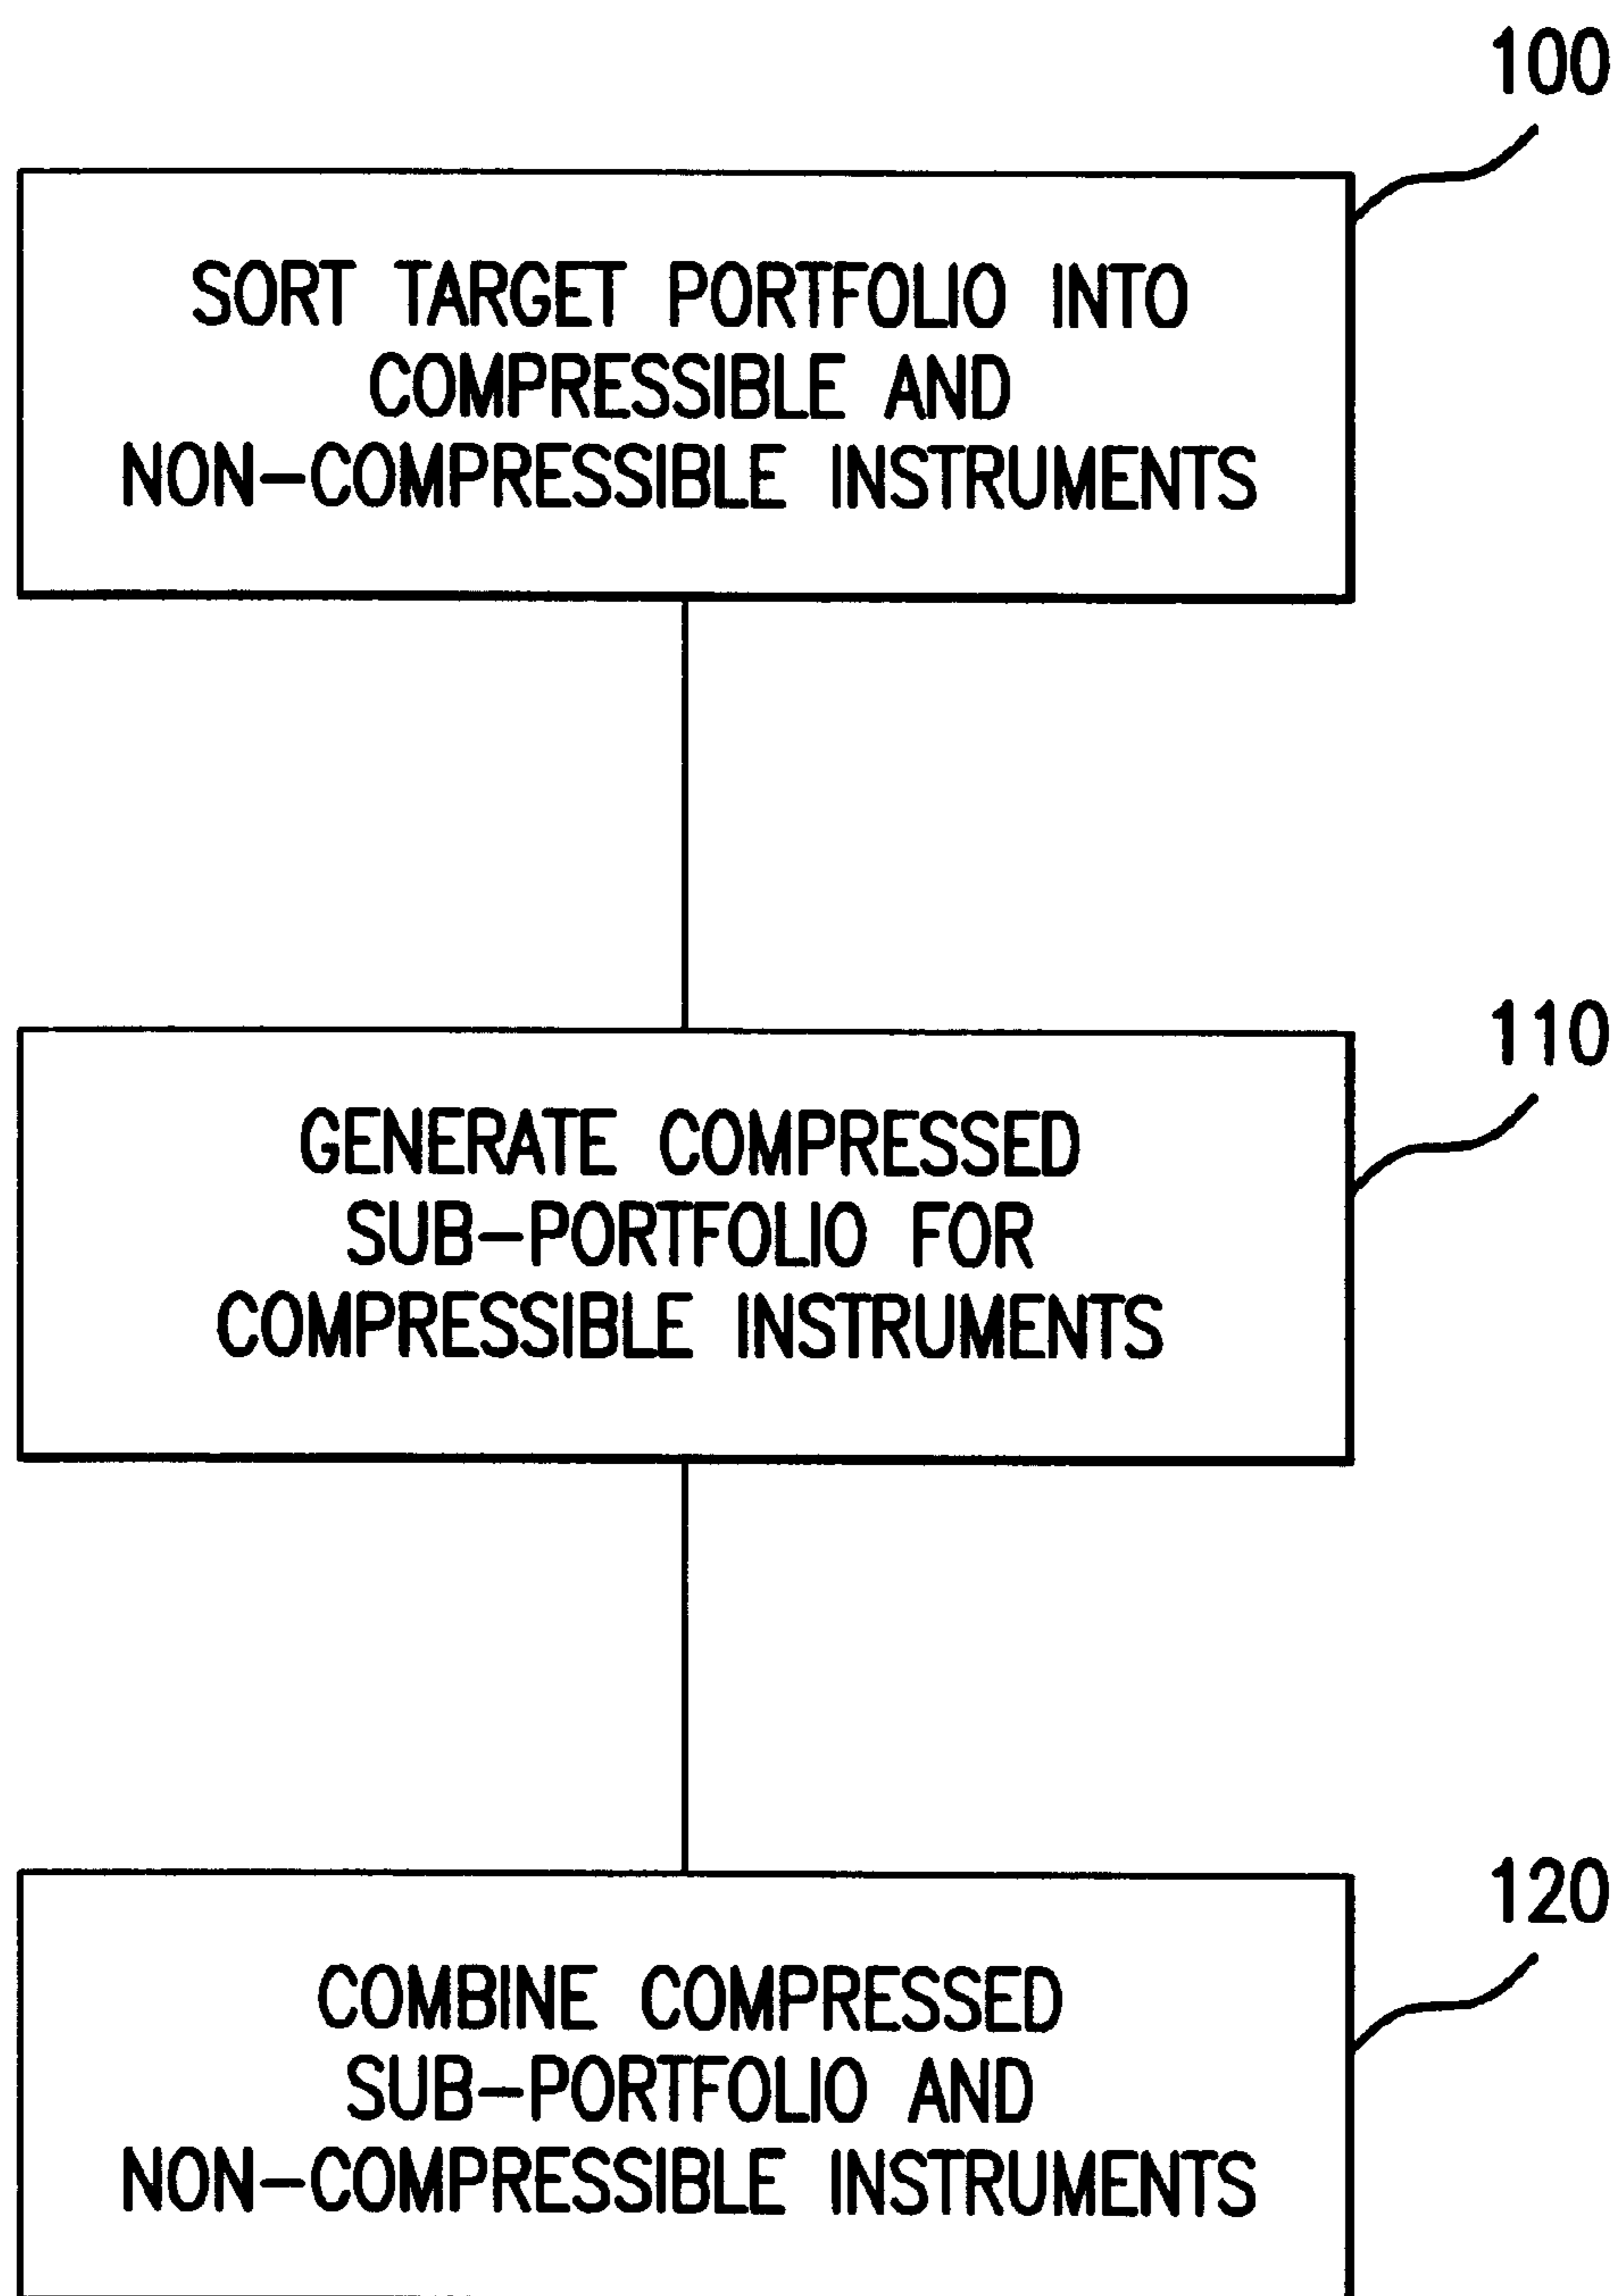 100
SORT TARGET PORTFOLIO INTO
COMPRESSIBLE AND
NON-COMPRESSIBLE INSTRUMENTS
110
GENERATE COMPRESSED
SUB-PORTFOLIO FOR
COMPRESSIBLE INSTRUMENTS
120
COMBINE COMPRESSED
SUB-PORTFOLIO AND
NON-COMPRESSIBLE INSTRUMENTS